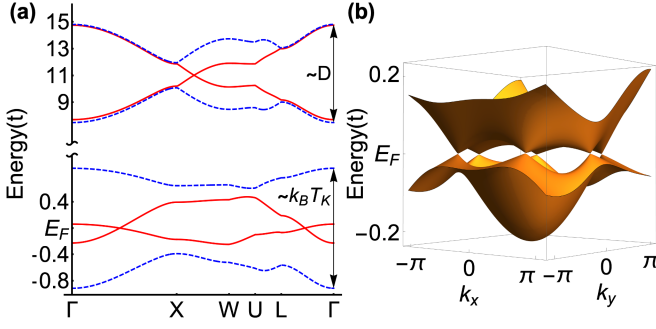 (a)
Energy(t)
15
13
11
9
~D
Energy(t)
0.4
E_F
-0.4
-0.8
~k_BT_K
Γ X W U L Γ
(b)
0.2
E_F
−0.2
−π 0 π
k_x
−π 0 π
k_y